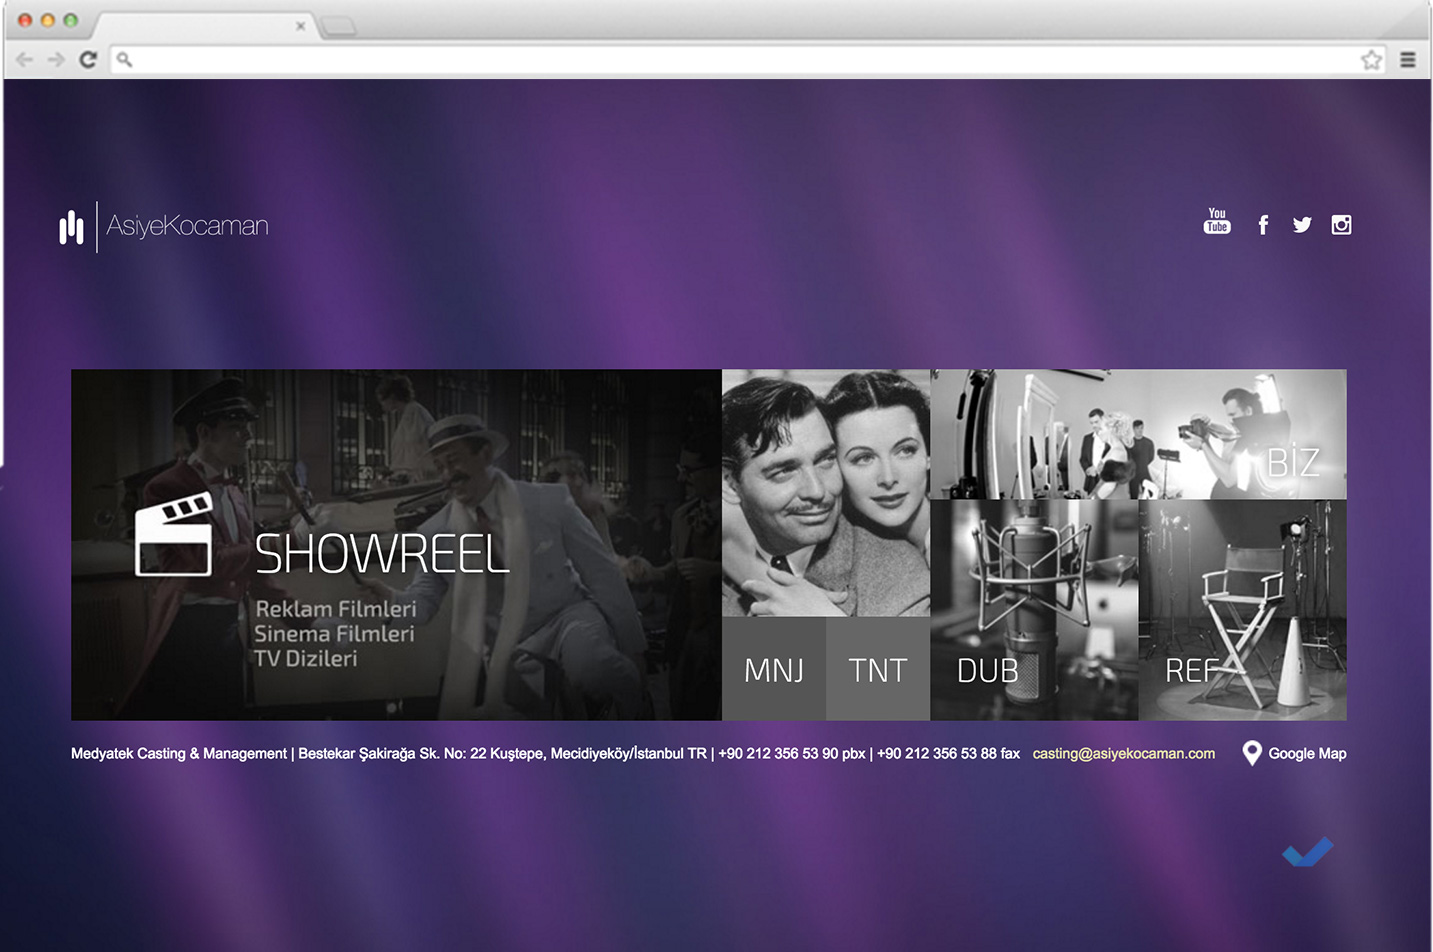 AsiyeKocaman
You
Tube
SHOWREEL
Reklam Filmleri
Sinema Filmleri
TV Dizileri
MNJ
TNT
BİZ
DUB
REF
Medyatek Casting & Management | Bestekar Şakirağa Sk. No: 22 Kuştepe, Mecidiyeköy/İstanbul TR | +90 212 356 53 90 pbx | +90 212 356 53 88 fax casting@asiyekocaman.com Google Map